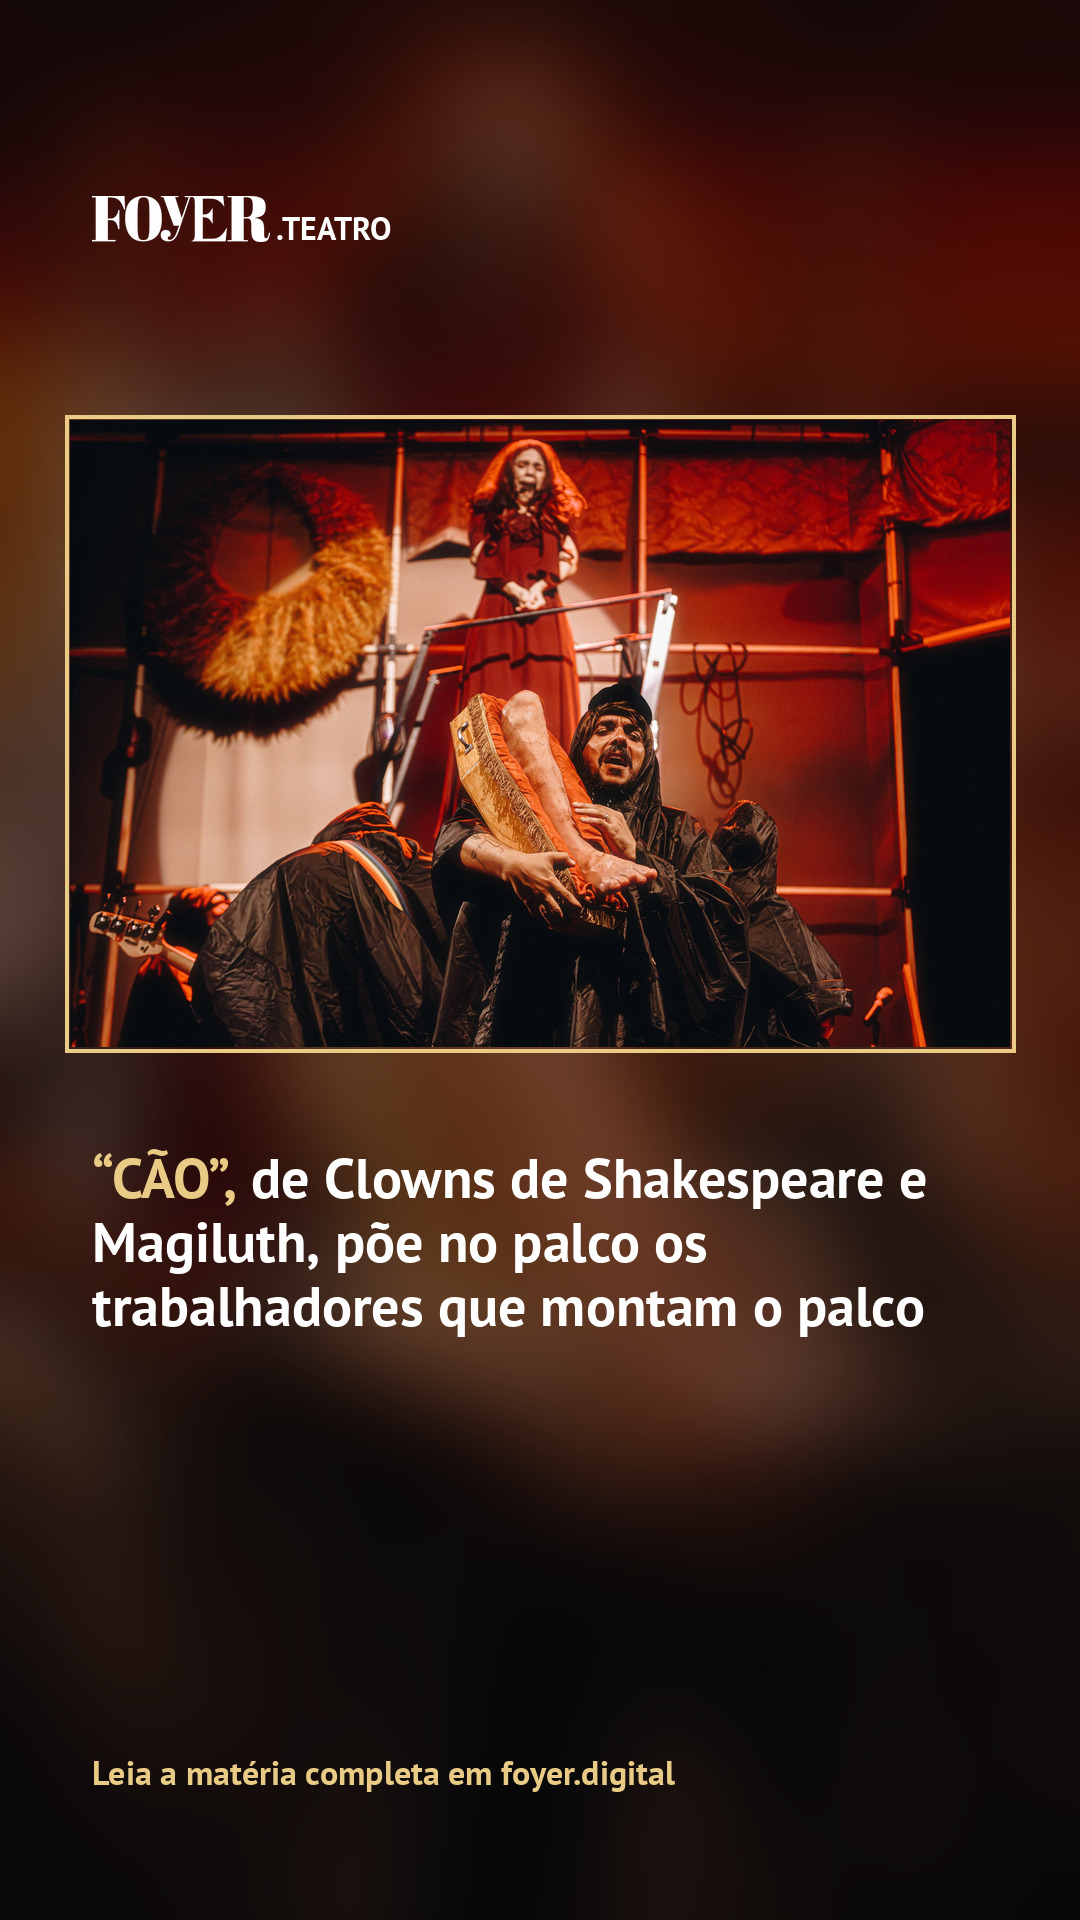 FOYER .TEATRO
“CÃO”, de Clowns de Shakespeare e
Magiluth, põe no palco os
trabalhadores que montam o palco
Leia a matéria completa em foyer.digital